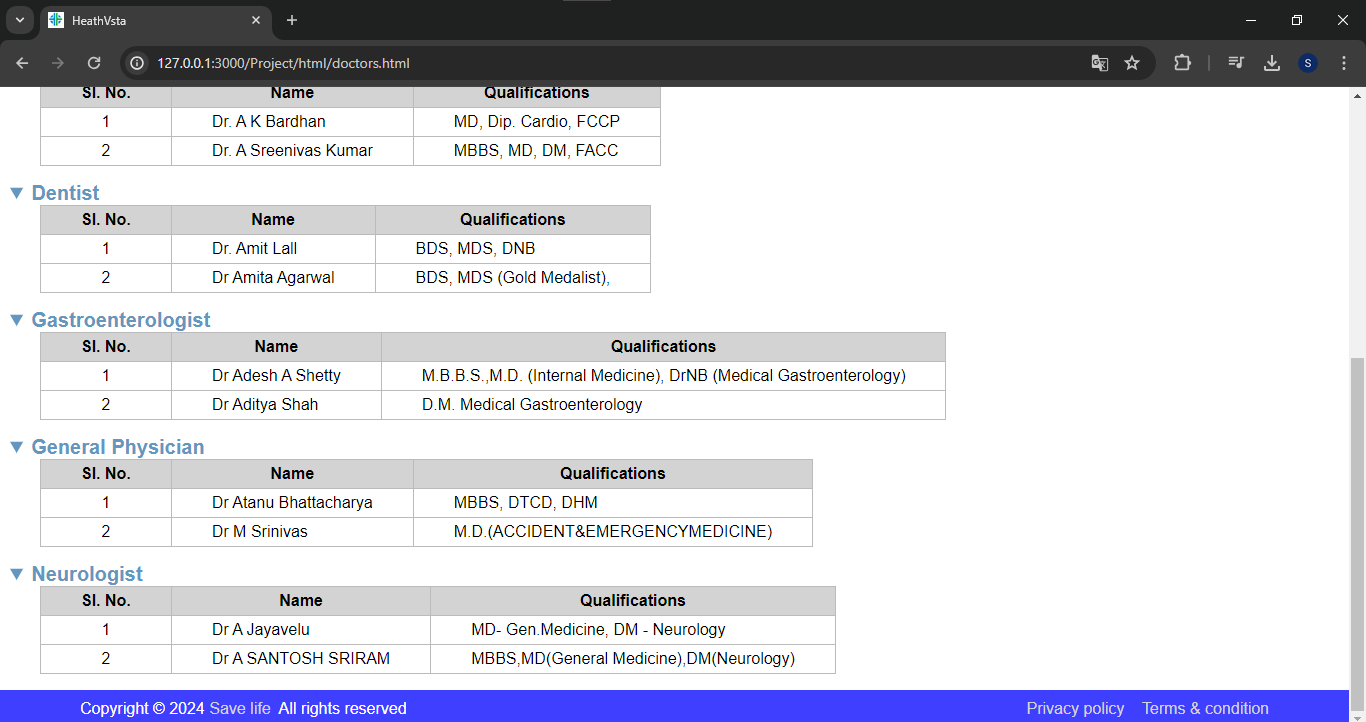 HeathVsta
127.0.0.1:3000/Project/html/doctors.html
S
Sl. No. Name Qualifications
1 Dr. A K Bardhan MD, Dip. Cardio, FCCP
2 Dr. A Sreenivas Kumar MBBS, MD, DM, FACC
Dentist
Sl. No. Name Qualifications
1 Dr. Amit Lall BDS, MDS, DNB
2 Dr Amita Agarwal BDS, MDS (Gold Medalist),
Gastroenterologist
Sl. No. Name Qualifications
1 Dr Adesh A Shetty M.B.B.S.,M.D. (Internal Medicine), DrNB (Medical Gastroenterology)
2 Dr Aditya Shah D.M. Medical Gastroenterology
General Physician
Sl. No. Name Qualifications
1 Dr Atanu Bhattacharya MBBS, DTCD, DHM
2 Dr M Srinivas M.D.(ACCIDENT&EMERGENCYMEDICINE)
Neurologist
Sl. No. Name Qualifications
1 Dr A Jayavelu MD- Gen.Medicine, DM - Neurology
2 Dr A SANTOSH SRIRAM MBBS,MD(General Medicine),DM(Neurology)
Copyright © 2024 Save life All rights reserved Privacy policy Terms & condition